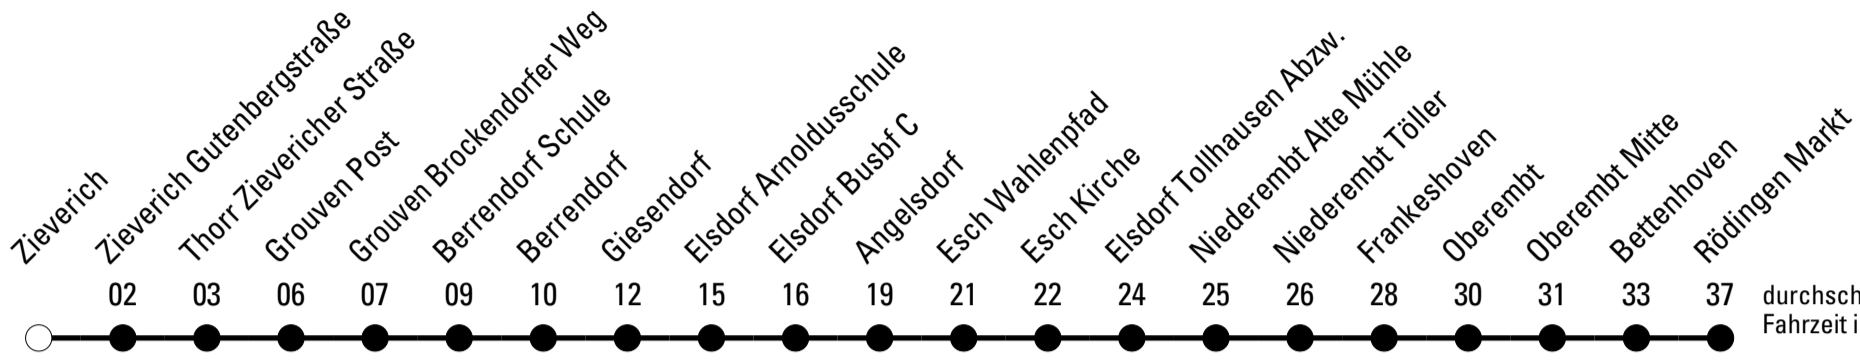 Zieverich
Zieverich Gutenbergstraße
Thorr Zievericher Straße
Grouven Post
Grouven Brockendorfer Weg
Berrendorf Schule
Berrendorf
Giesendorf
Elsdorf Arnoldusschule
Elsdorf Busbf C
Angelsdorf
Esch Wahlenpfad
Esch Kirche
Elsdorf Tollhausen Abzw.
Niederembt Alte Mühle
Niederembt Töller
Frankeshoven
Oberembt
Oberembt Mitte
Bettenhoven
Rödingen Markt
02 03 06 07 09 10 12 15 16 19 21 22 24 25 26 28 30 31 33 37
durchsch
Fahrzeit i